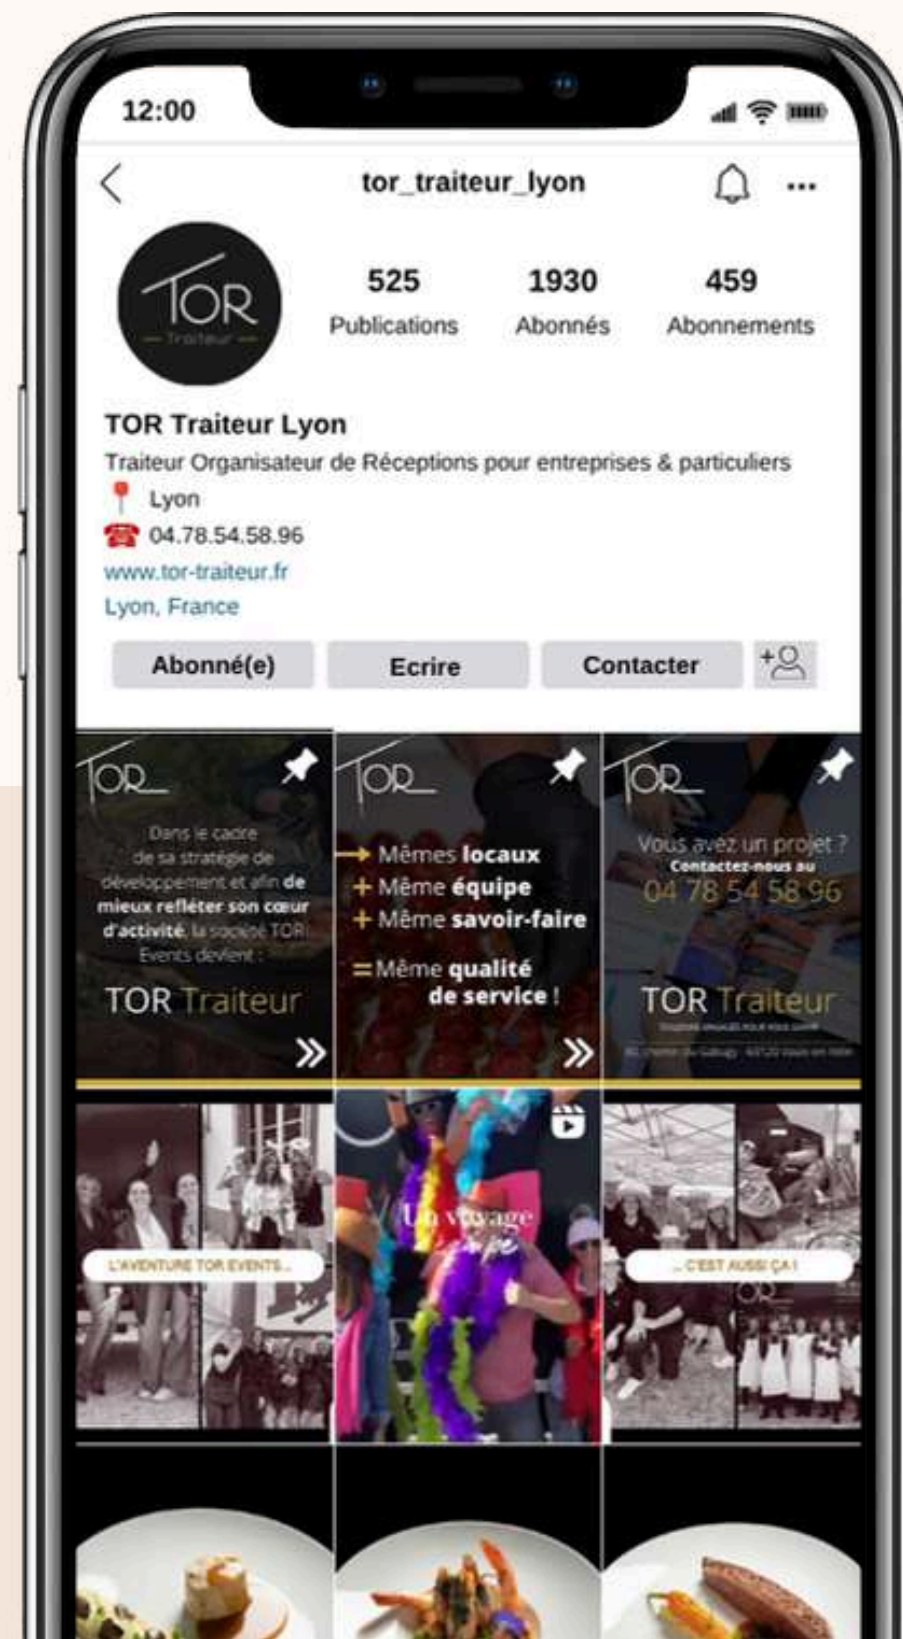 12:00
tor_traiteur_lyon
TOR
Traiteur
525
1930
459
Publications
Abonnés
Abonnements
TOR Traiteur Lyon
Traiteur Organisateur de Réceptions pour entreprises & particuliers
Lyon
04.78.54.58.96
www.tor-traiteur.fr
Lyon, France
Abonné(e)
Ecrire
Contacter
TOR
Dans le cadre
de sa stratégie de
développement et afin de
mieux refléter son cœur
d'activité, la société TOR
Events devient :
TOR Traiteur
TOR
Mêmes locaux
+ Même équipe
+ Même savoir-faire
= Même qualité
de service !
TOR
Vous avez un projet ?
Contactez-nous au
04 78 54 58 96
TOR Traiteur
L'AVENTURE TOR EVENTS...
Un voyage
... C'EST AUSSI ÇA !